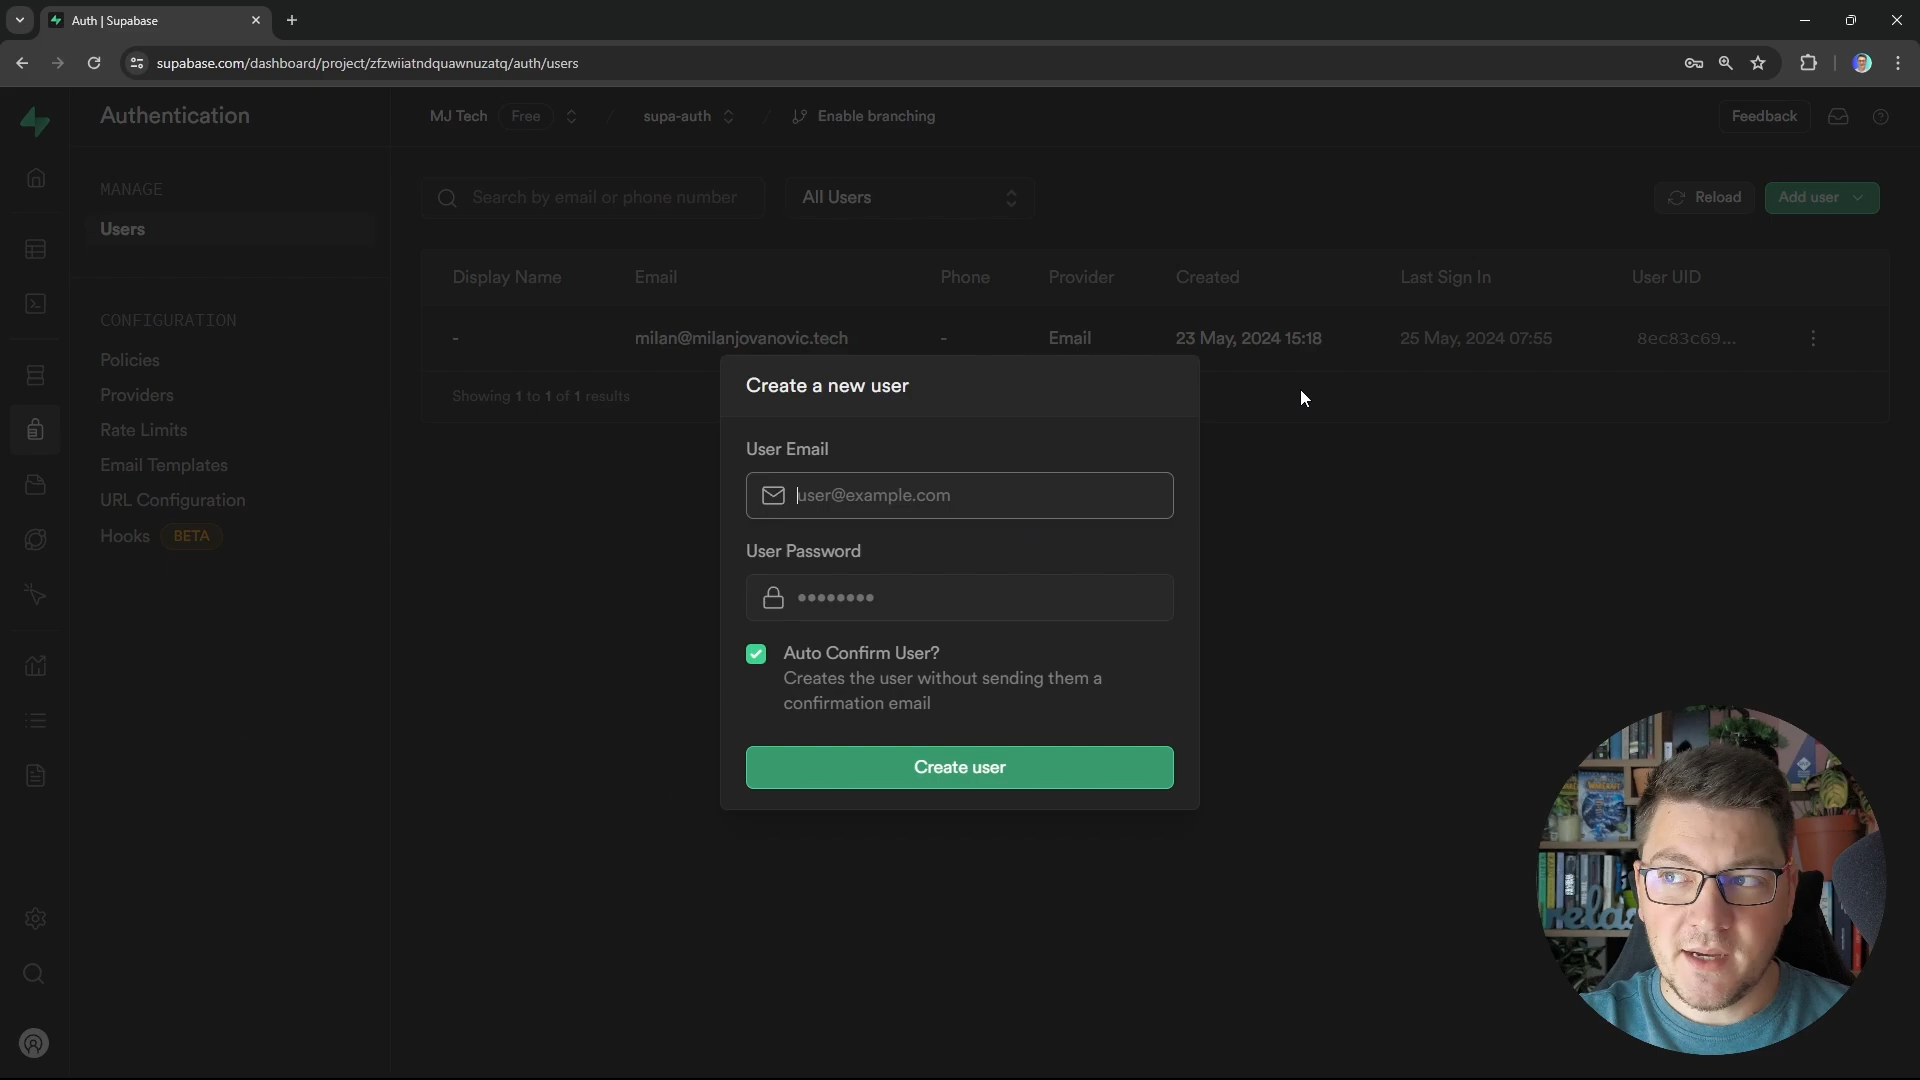 Auth | Supabase
supabase.com/dashboard/project/zfzwiiatndquawnuzatq/auth/users
Authentication
MJ Tech
Free
/
supa-auth
/
Enable branching
Feedback
MANAGE
Users
CONFIGURATION
Policies
Providers
Rate Limits
Email Templates
URL Configuration
Hooks BETA
Search by email or phone number
All Users
Reload
Add user
Display Name Email Phone Provider Created Last Sign In User UID
- milan@milanjovanovic.tech - Email 23 May, 2024 15:18 25 May, 2024 07:55 8ec83c69...
Showing 1 to 1 of 1 results
Create a new user
User Email
user@example.com
User Password
••••••••
Auto Confirm User?
Creates the user without sending them a
confirmation email
Create user
relax